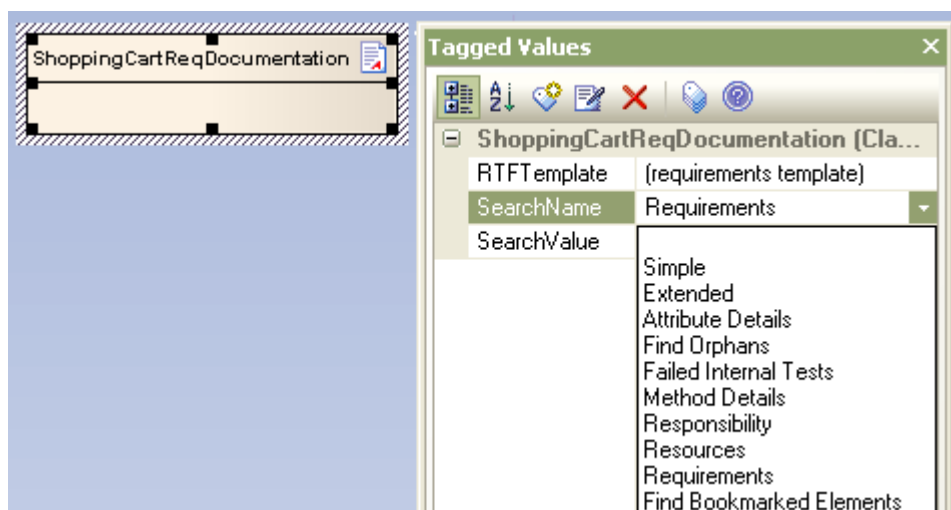 ShoppingCartReqDocumentation
Tagged Values
ShoppingCartReqDocumentation (Cla...
RTFTemplate (requirements template)
SearchName Requirements
SearchValue
Simple
Extended
Attribute Details
Find Orphans
Failed Internal Tests
Method Details
Responsibility
Resources
Requirements
Find Bookmarked Elements